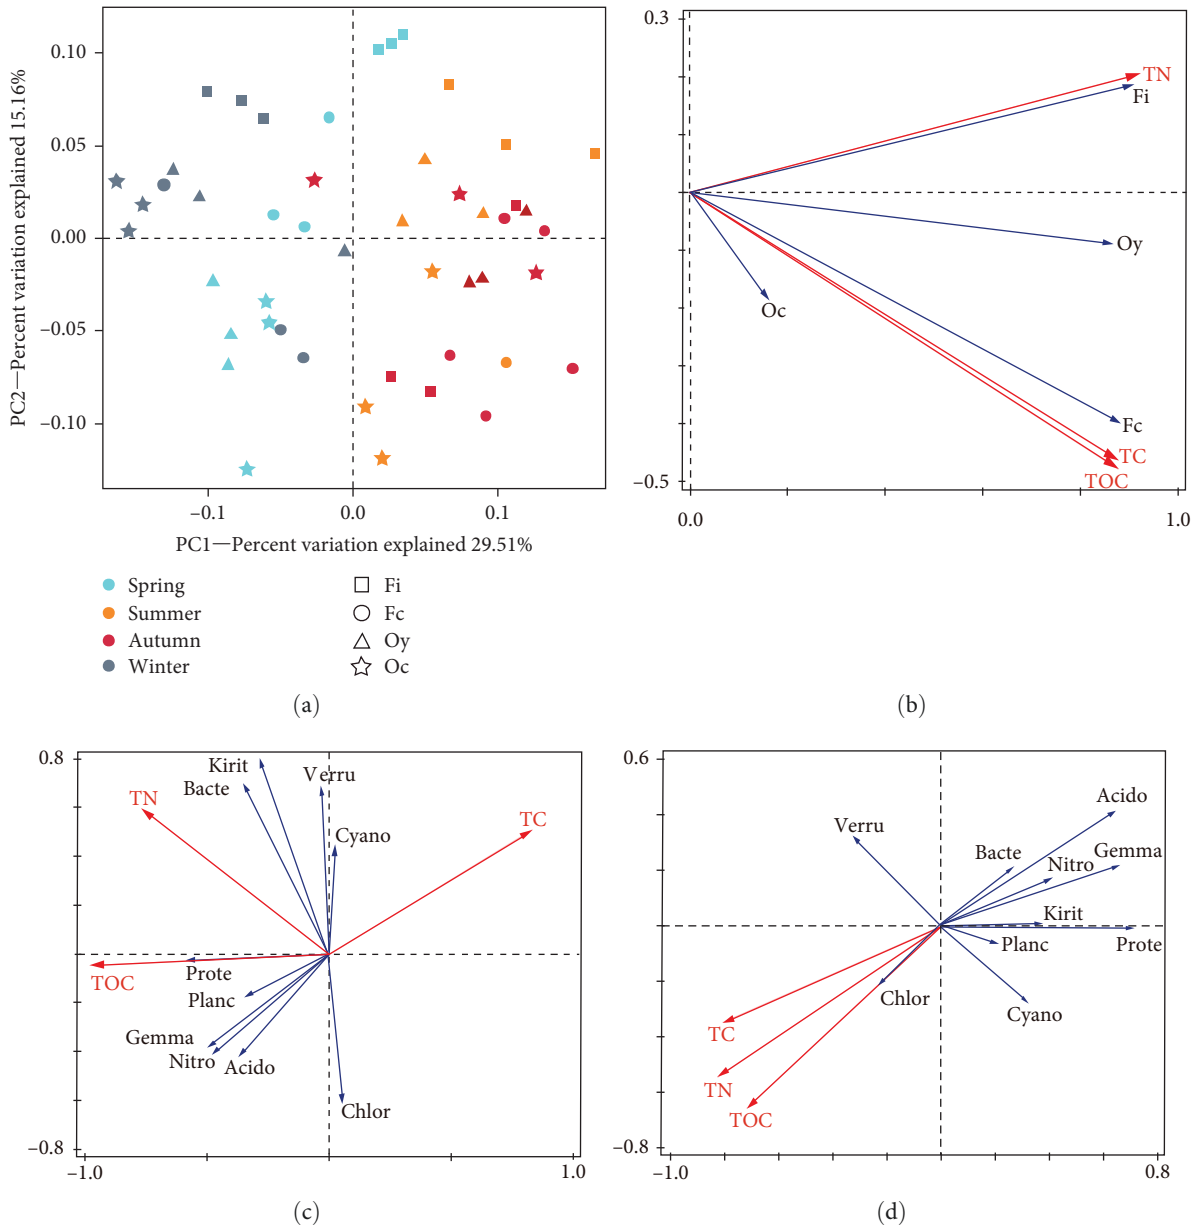 0.10
0.05
0.00
−0.05
−0.10
PC2—Percent variation explained 15.16%
−0.1
0.0
0.1
PC1—Percent variation explained 29.51%
Spring
Summer
Autumn
Winter
Fi
Fc
Oy
Oc
(a)
0.3
TN
Fi
Oy
Oc
Fc
TC
TOC
−0.5
0.0
1.0
(b)
0.8
Kirit
Verru
Bacte
TN
TC
Cyano
TOC
Prote
Planc
Gemma
Nitro
Acido
Chlor
−0.8
−1.0
1.0
(c)
0.6
Acido
Verru
Bacte
Gemma
Nitro
Kirit
Planc
Prote
Chlor
Cyano
TC
TN
TOC
−0.8
−1.0
0.8
(d)